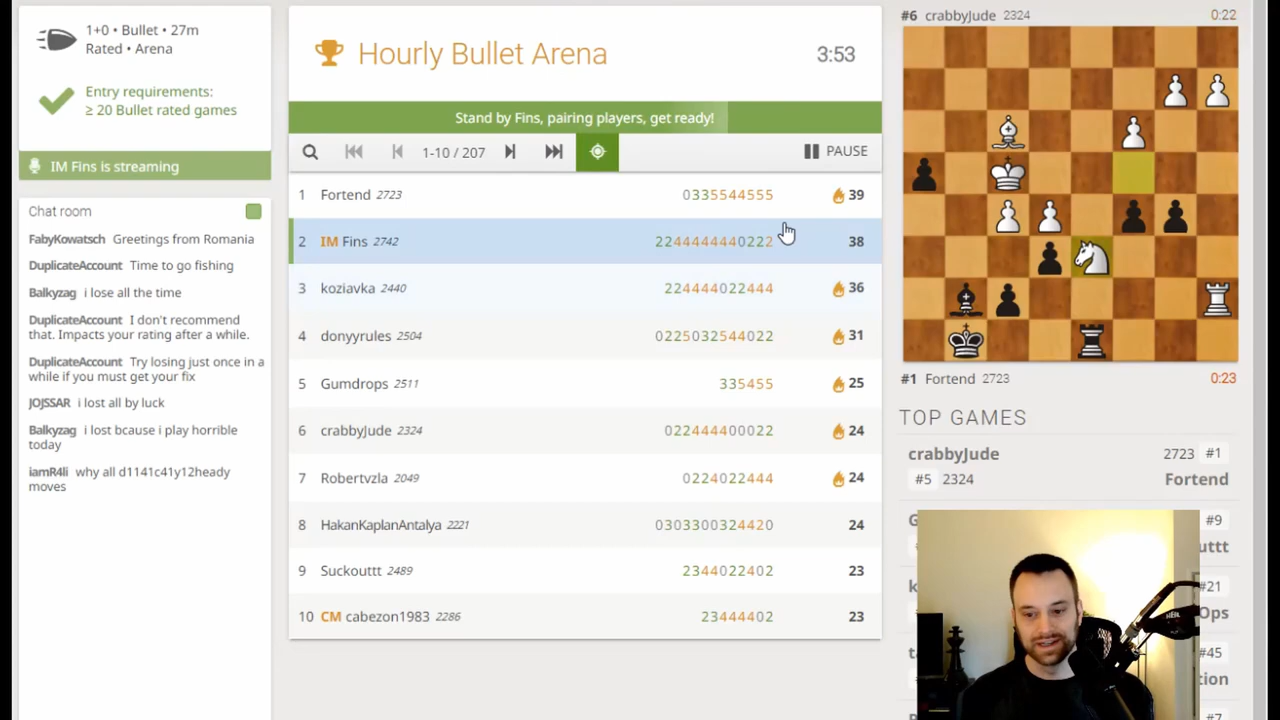 1+0 • Bullet • 27m
Rated • Arena
Entry requirements:
≥ 20 Bullet rated games
IM Fins is streaming
Chat room
FabyKowatsch Greetings from Romania
DuplicateAccount Time to go fishing
Balkyzag i lose all the time
DuplicateAccount I don't recommend
that. Impacts your rating after a while.
DuplicateAccount Try losing just once in a
while if you must get your fix
JOJSSAR i lost all by luck
Balkyzag i lost bcause i play horrible
today
iamR4li why all d1141c41y12heady
moves
Hourly Bullet Arena 3:53
Stand by Fins, pairing players, get ready!
1-10 / 207 PAUSE
1 Fortend 2723 0335544555 39
2 IM Fins 2742 2244444440222 38
3 koziavka 2440 224444022444 36
4 donyyrules 2504 0225032544022 31
5 Gumdrops 2511 335455 25
6 crabbyJude 2324 022444400022 24
7 Robertvzla 2049 0224022444 24
8 HakanKaplanAntalya 2221 0303300324420 24
9 Suckouttt 2489 2344022402 23
10 CM cabezon1983 2286 23444402 23
#6 crabbyJude 2324 0:22
#1 Fortend 2723 0:23
TOP GAMES
crabbyJude 2723 #1
#5 2324 Fortend
#9
uttt
#21
Ops
#45
tion
#7